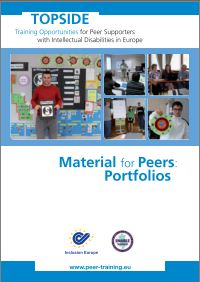 TOPSIDE
Training Opportunities for Peer Supporters
with Intellectual Disabilities in Europe
Material for Peers:
Portfolios
Inclusion Europe
ENABLE
www.peer-training.eu